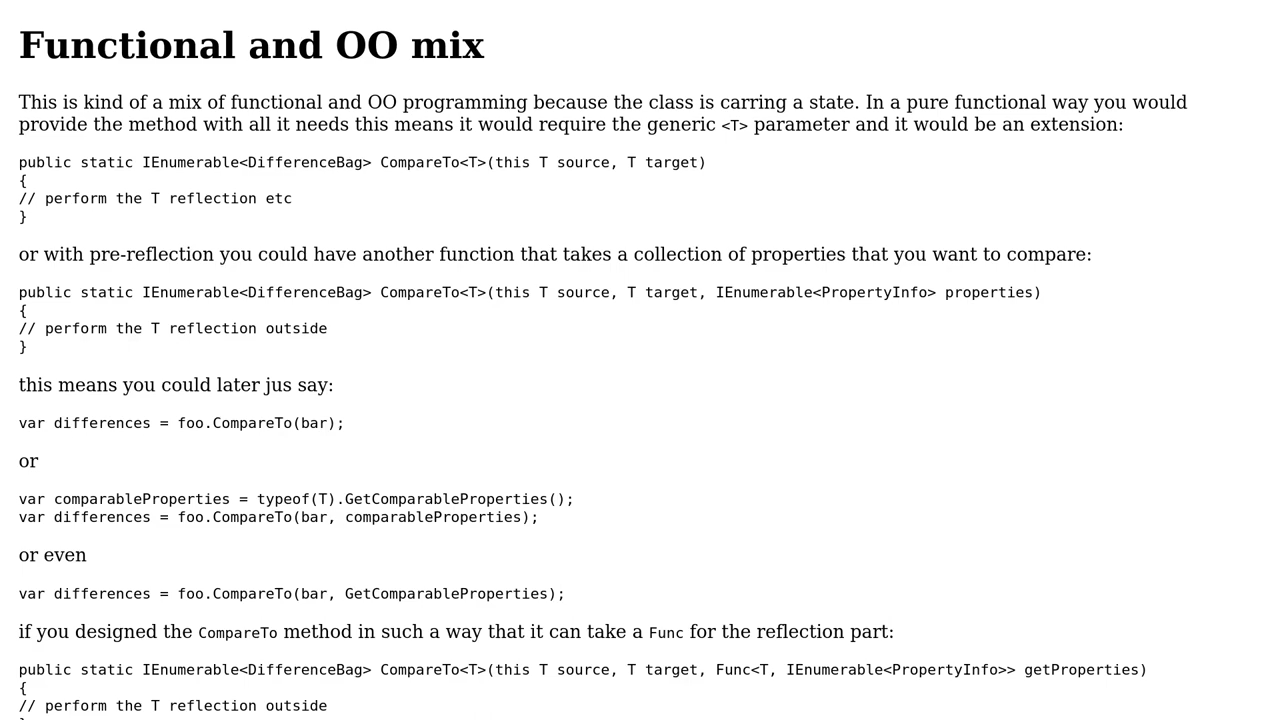 Functional and OO mix
This is kind of a mix of functional and OO programming because the class is carring a state. In a pure functional way you would
provide the method with all it needs this means it would require the generic <T> parameter and it would be an extension:
public static IEnumerable<DifferenceBag> CompareTo<T>(this T source, T target)
{
// perform the T reflection etc
}
or with pre-reflection you could have another function that takes a collection of properties that you want to compare:
public static IEnumerable<DifferenceBag> CompareTo<T>(this T source, T target, IEnumerable<PropertyInfo> properties)
{
// perform the T reflection outside
}
this means you could later jus say:
var differences = foo.CompareTo(bar);
or
var comparableProperties = typeof(T).GetComparableProperties();
var differences = foo.CompareTo(bar, comparableProperties);
or even
var differences = foo.CompareTo(bar, GetComparableProperties);
if you designed the CompareTo method in such a way that it can take a Func for the reflection part:
public static IEnumerable<DifferenceBag> CompareTo<T>(this T source, T target, Func<T, IEnumerable<PropertyInfo>> getProperties)
{
// perform the T reflection outside
}